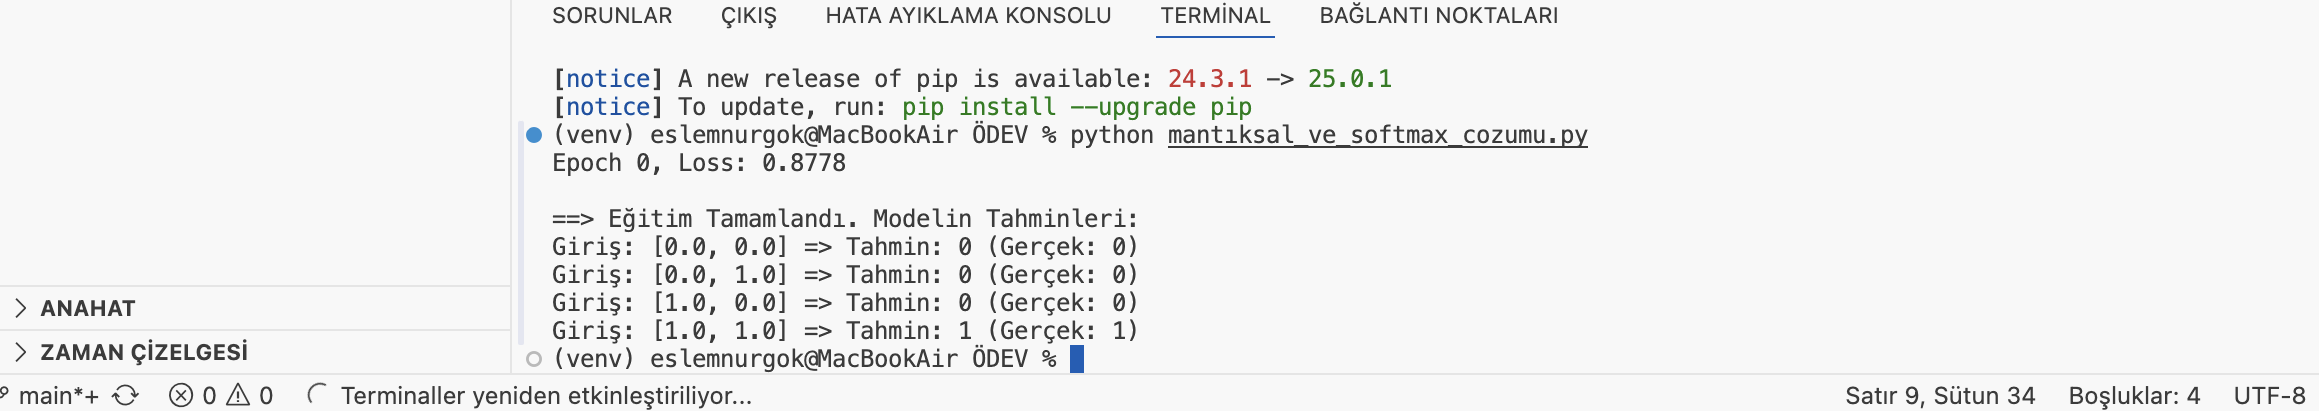 SORUNLAR ÇIKIŞ HATA AYIKLAMA KONSOLU TERMİNAL BAĞLANTI NOKTALARI
[notice] A new release of pip is available: 24.3.1 -> 25.0.1
[notice] To update, run: pip install --upgrade pip
(venv) eslemnurgok@MacBookAir ÖDEV % python mantıksal_ve_softmax_cozumu.py
Epoch 0, Loss: 0.8778
==> Eğitim Tamamlandı. Modelin Tahminleri:
Giriş: [0.0, 0.0] => Tahmin: 0 (Gerçek: 0)
Giriş: [0.0, 1.0] => Tahmin: 0 (Gerçek: 0)
Giriş: [1.0, 0.0] => Tahmin: 0 (Gerçek: 0)
Giriş: [1.0, 1.0] => Tahmin: 1 (Gerçek: 1)
(venv) eslemnurgok@MacBookAir ÖDEV %
ANAHAT
ZAMAN ÇİZELGESİ
main*+ 0 0 Terminaller yeniden etkinleştiriliyor... Satır 9, Sütun 34 Boşluklar: 4 UTF-8